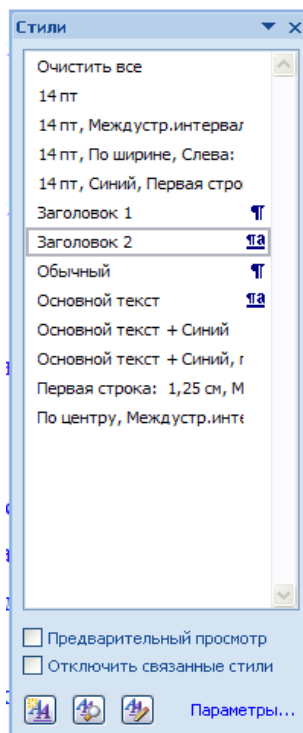 Стили
Очистить все
14 пт
14 пт, Междустр.интервал
14 пт, По ширине, Слева:
14 пт, Синий, Первая стро
Заголовок 1 ¶
Заголовок 2 ¶a
Обычный ¶
Основной текст ¶a
Основной текст + Синий
Основной текст + Синий, г
Первая строка: 1,25 см, М
По центру, Междустр.инте
Предварительный просмотр
Отключить связанные стили
Параметры...